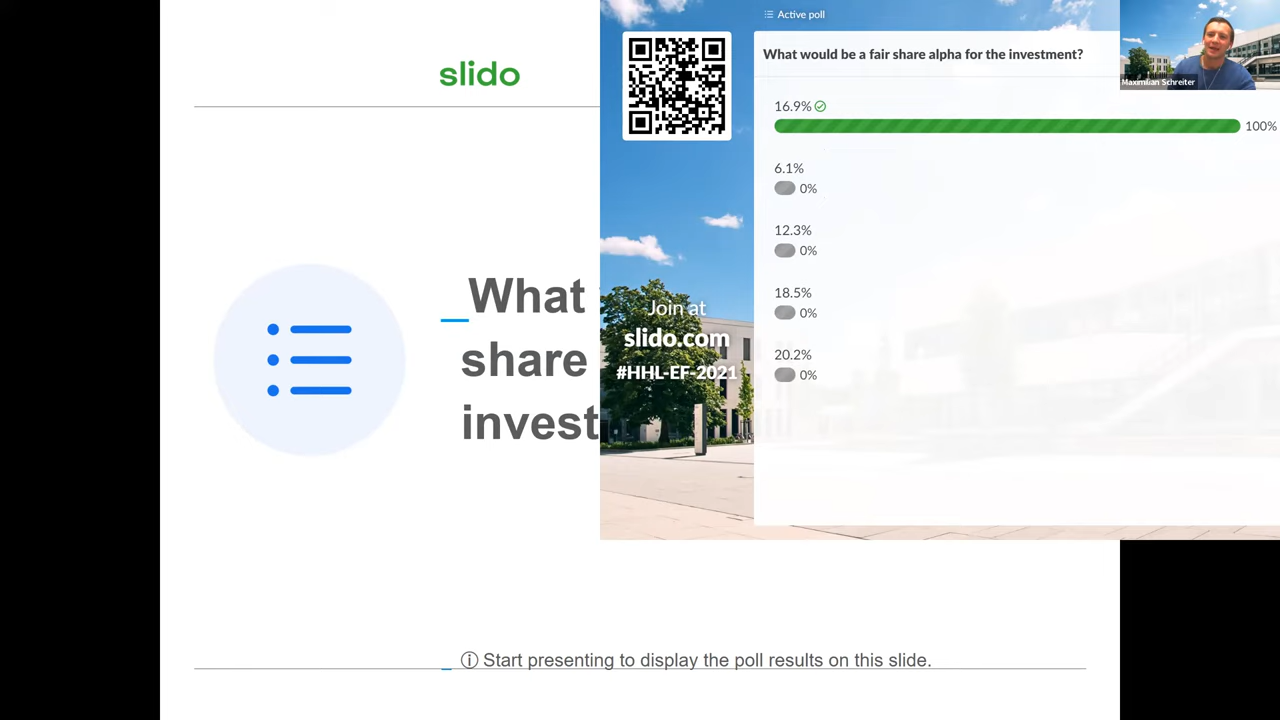 slido
What
share
invest
ⓘ Start presenting to display the poll results on this slide.
Active poll
What would be a fair share alpha for the investment?
16.9%
100%
6.1%
0%
12.3%
0%
18.5%
0%
20.2%
0%
Join at
slido.com
#HHL-EF-2021
Maximilian Schreiter